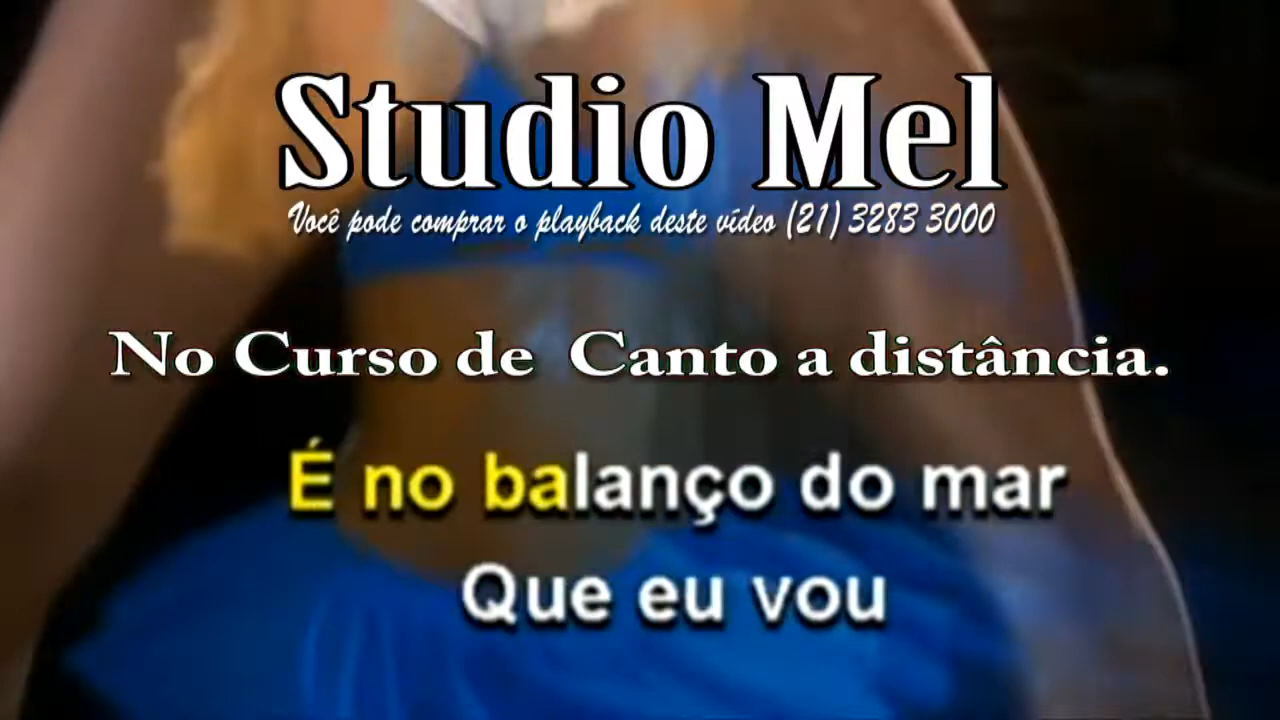 Studio Mel
Você pode comprar o playback deste vídeo (21) 3283 3000
No Curso de Canto a distância.
É no balanço do mar
Que eu vou